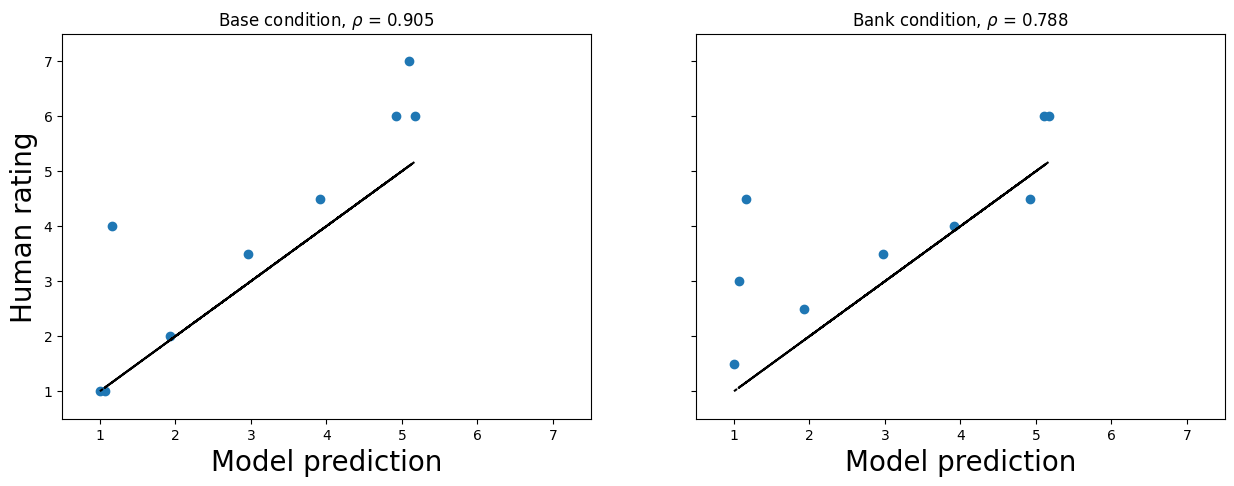 Base condition, ρ = 0.905
Human rating
7
6
5
4
3
2
1
1 2 3 4 5 6 7
Model prediction
Bank condition, ρ = 0.788
1 2 3 4 5 6 7
Model prediction